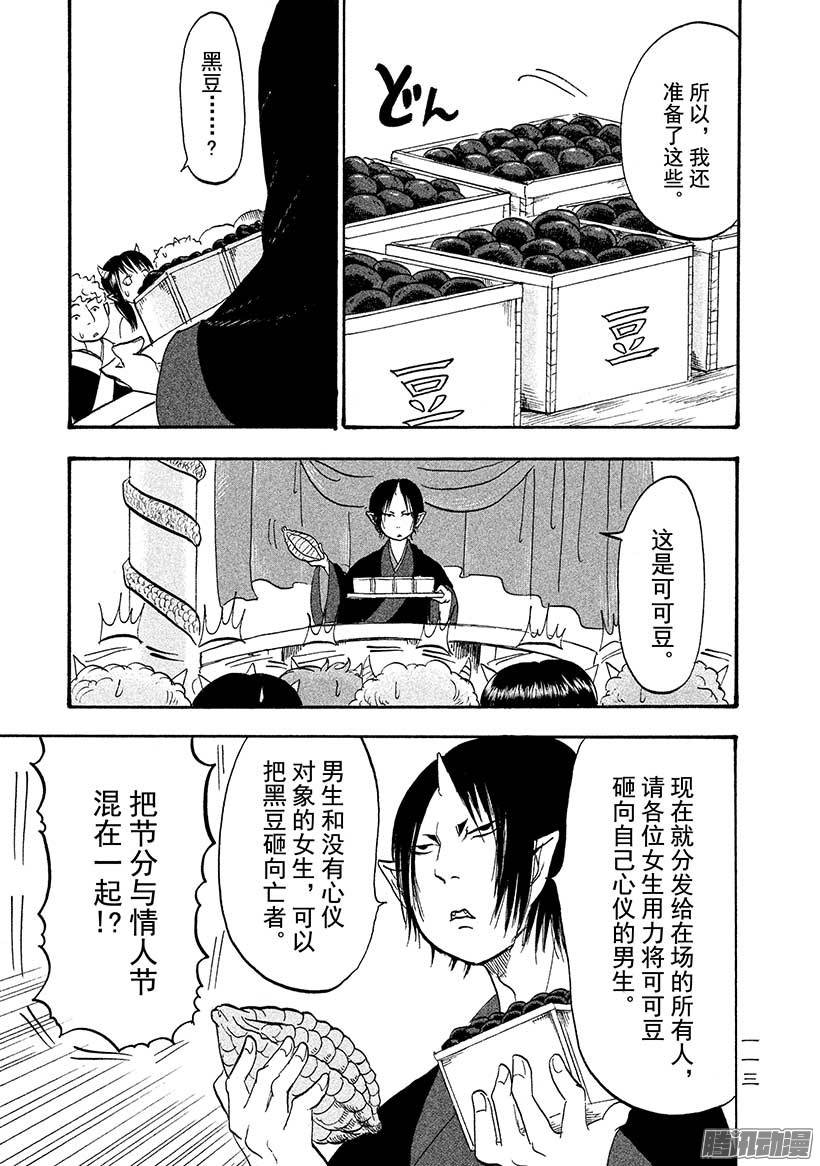 所以，我还
准备了这些。
どん
豆
豆
黑豆……?
这是可可豆。
现在就分发给在场的所有人，
请各位女生用力将可可豆
砸向自己心仪的男生。
男生和没有心仪
对象的女生，可以
把黑豆砸向亡者。
把节分与情人节
混在一起!?
一一三
腾讯动漫